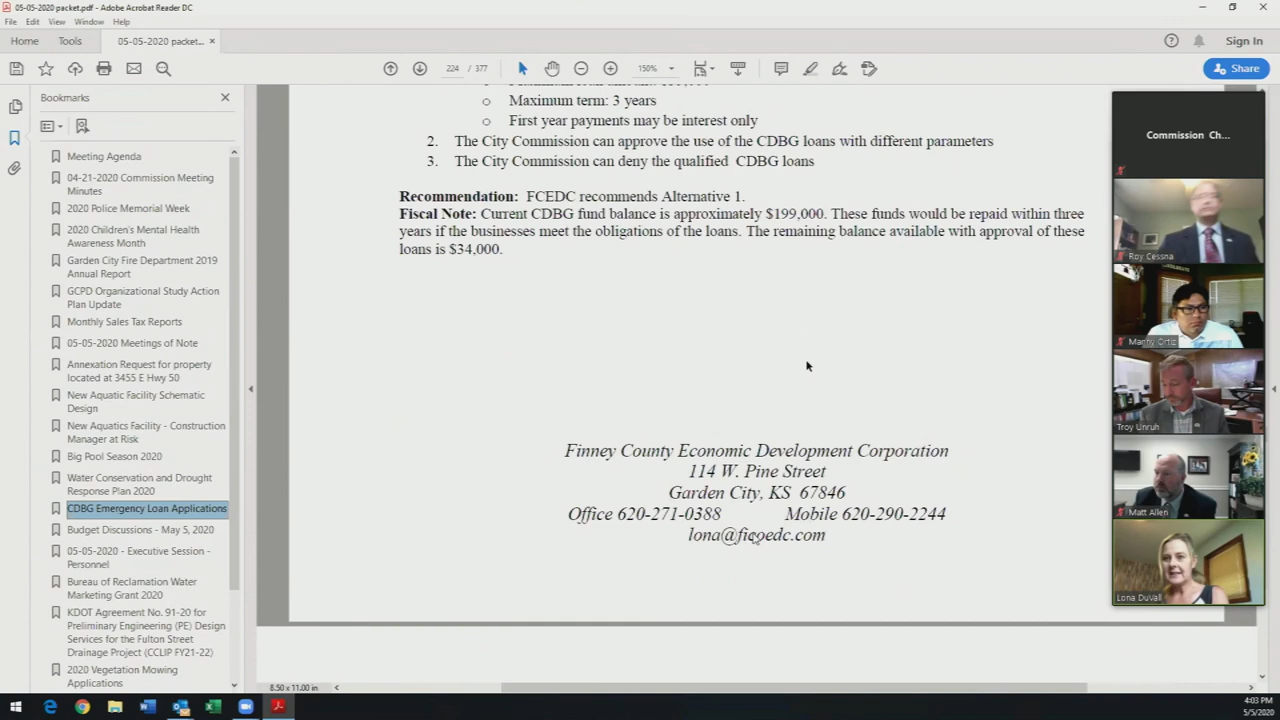 05-05-2020 packet.pdf - Adobe Acrobat Reader DC
File Edit View Window Help
Home Tools 05-05-2020 packet... ×
Sign In
224 / 377
150%
Share
Bookmarks
Meeting Agenda
04-21-2020 Commission Meeting
Minutes
2020 Police Memorial Week
2020 Children's Mental Health
Awareness Month
Garden City Fire Department 2019
Annual Report
GCPD Organizational Study Action
Plan Update
Monthly Sales Tax Reports
05-05-2020 Meetings of Note
Annexation Request for property
located at 3455 E Hwy 50
New Aquatic Facility Schematic
Design
New Aquatics Facility - Construction
Manager at Risk
Big Pool Season 2020
Water Conservation and Drought
Response Plan 2020
CDBG Emergency Loan Applications
Budget Discussions - May 5, 2020
05-05-2020 - Executive Session -
Personnel
Bureau of Reclamation Water
Marketing Grant 2020
KDOT Agreement No. 91-20 for
Preliminary Engineering (PE) Design
Services for the Fulton Street
Drainage Project (CCLIP FY21-22)
2020 Vegetation Mowing
Applications
o Maximum term: 3 years
o First year payments may be interest only
2. The City Commission can approve the use of the CDBG loans with different parameters
3. The City Commission can deny the qualified CDBG loans
Recommendation: FCEDC recommends Alternative 1.
Fiscal Note: Current CDBG fund balance is approximately $199,000. These funds would be repaid within three
years if the businesses meet the obligations of the loans. The remaining balance available with approval of these
loans is $34,000.
Finney County Economic Development Corporation
114 W. Pine Street
Garden City, KS 67846
Office 620-271-0388 Mobile 620-290-2244
lona@ficoedc.com
8.50 x 11.00 in
Commission Ch...
Roy Cessna
Manny Ortiz
Troy Unruh
Matt Allen
Lona DuVall
4:03 PM
5/5/2020